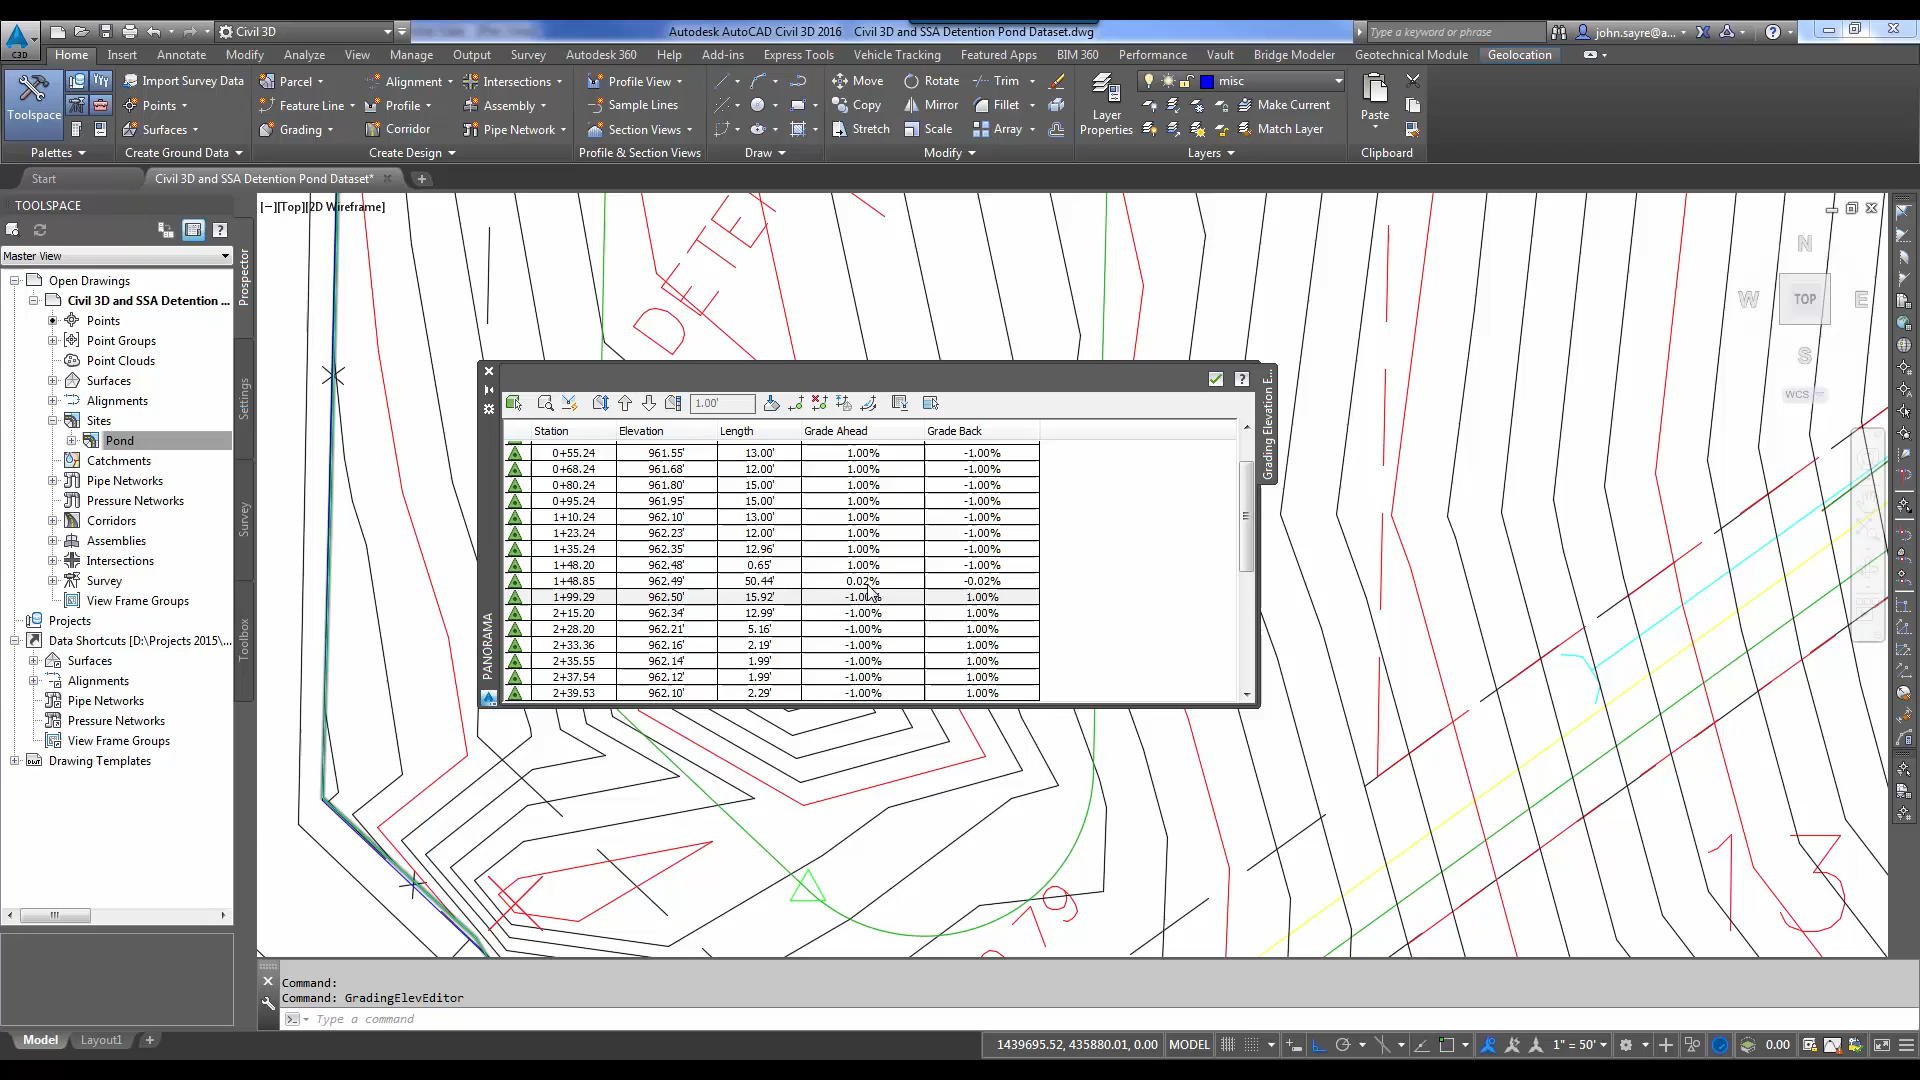 Civil 3D
Autodesk AutoCAD Civil 3D 2016 Civil 3D and SSA Detention Pond Dataset.dwg
Type a keyword or phrase
john.sayre@a...
C3D
Home Insert Annotate Modify Analyze View Manage Output Survey Autodesk 360 Help Add-ins Express Tools Vehicle Tracking Featured Apps BIM 360 Performance Vault Bridge Modeler Geotechnical Module Geolocation
Toolspace
Import Survey Data
Points
Surfaces
Parcel
Feature Line
Grading
Alignment
Profile
Corridor
Intersections
Assembly
Pipe Network
Profile View
Sample Lines
Section Views
Move
Copy
Stretch
Rotate
Mirror
Scale
Trim
Fillet
Array
Layer
Properties
misc
Make Current
Match Layer
Paste
Palettes Create Ground Data Create Design Profile & Section Views Draw Modify Layers Clipboard
Start
Civil 3D and SSA Detention Pond Dataset*
TOOLSPACE
Master View
Open Drawings
Civil 3D and SSA Detention ...
Points
Point Groups
Point Clouds
Surfaces
Alignments
Sites
Pond
Catchments
Pipe Networks
Pressure Networks
Corridors
Assemblies
Intersections
Survey
View Frame Groups
Projects
Data Shortcuts [D:\Projects 2015\...
Surfaces
Alignments
Pipe Networks
Pressure Networks
View Frame Groups
Drawing Templates
Prospector
Settings
Survey
Toolbox
[−][Top][2D Wireframe]
DETE
N
W TOP E
S
WCS
PANORAMA
Grading Elevation E...
1.00'
Station Elevation Length Grade Ahead Grade Back
0+55.24 961.55' 13.00' 1.00% -1.00%
0+68.24 961.68' 12.00' 1.00% -1.00%
0+80.24 961.80' 15.00' 1.00% -1.00%
0+95.24 961.95' 15.00' 1.00% -1.00%
1+10.24 962.10' 13.00' 1.00% -1.00%
1+23.24 962.23' 12.00' 1.00% -1.00%
1+35.24 962.35' 12.96' 1.00% -1.00%
1+48.20 962.48' 0.65' 1.00% -1.00%
1+48.85 962.49' 50.44' 0.02% -0.02%
1+99.29 962.50' 15.92' -1.00% 1.00%
2+15.20 962.34' 12.99' -1.00% 1.00%
2+28.20 962.21' 5.16' -1.00% 1.00%
2+33.36 962.16' 2.19' -1.00% 1.00%
2+35.55 962.14' 1.99' -1.00% 1.00%
2+37.54 962.12' 1.99' -1.00% 1.00%
2+39.53 962.10' 2.29' -1.00% 1.00%
13
Command:
Command: GradingElevEditor
Type a command
Model Layout1
1439695.52, 435880.01, 0.00 MODEL
1" = 50'
0.00